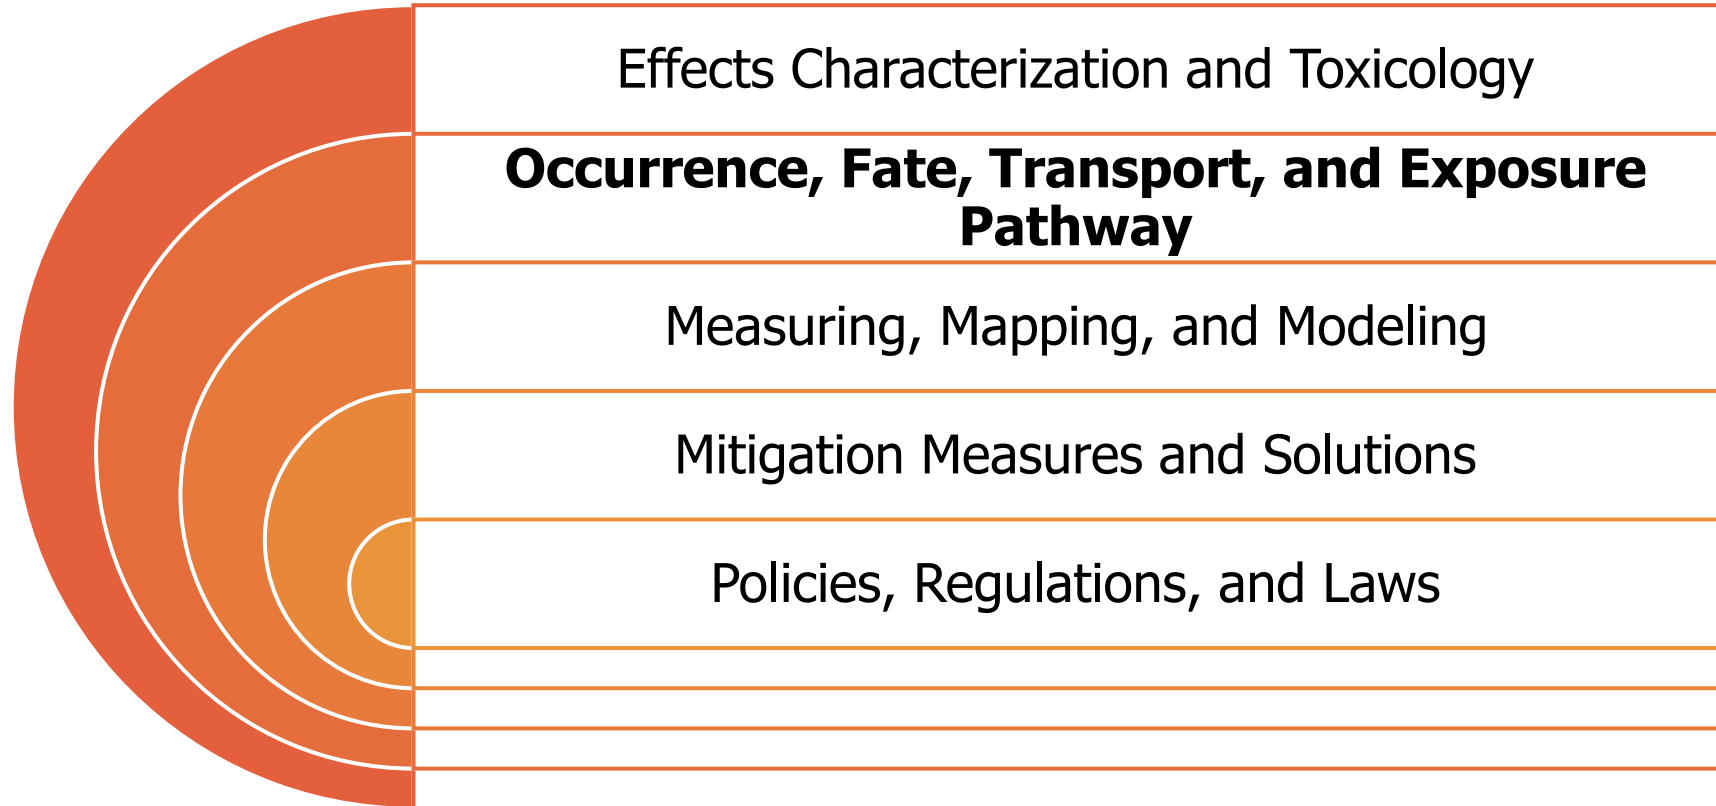 Effects Characterization and Toxicology
Occurrence, Fate, Transport, and Exposure
Pathway
Measuring, Mapping, and Modeling
Mitigation Measures and Solutions
Policies, Regulations, and Laws